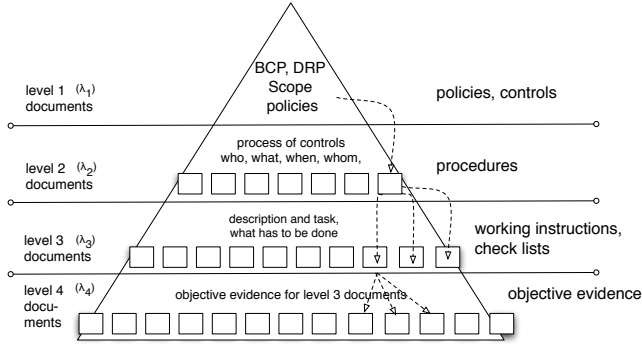 BCP, DRP
Scope
policies
level 1 (λ1)
documents
policies, controls
process of controls
who, what, when, whom,
level 2 (λ2)
documents
procedures
description and task,
what has to be done
level 3 (λ3)
documents
working instructions,
check lists
level 4 (λ4)
docu-
ments
objective evidence for level 3 documents
objective evidence